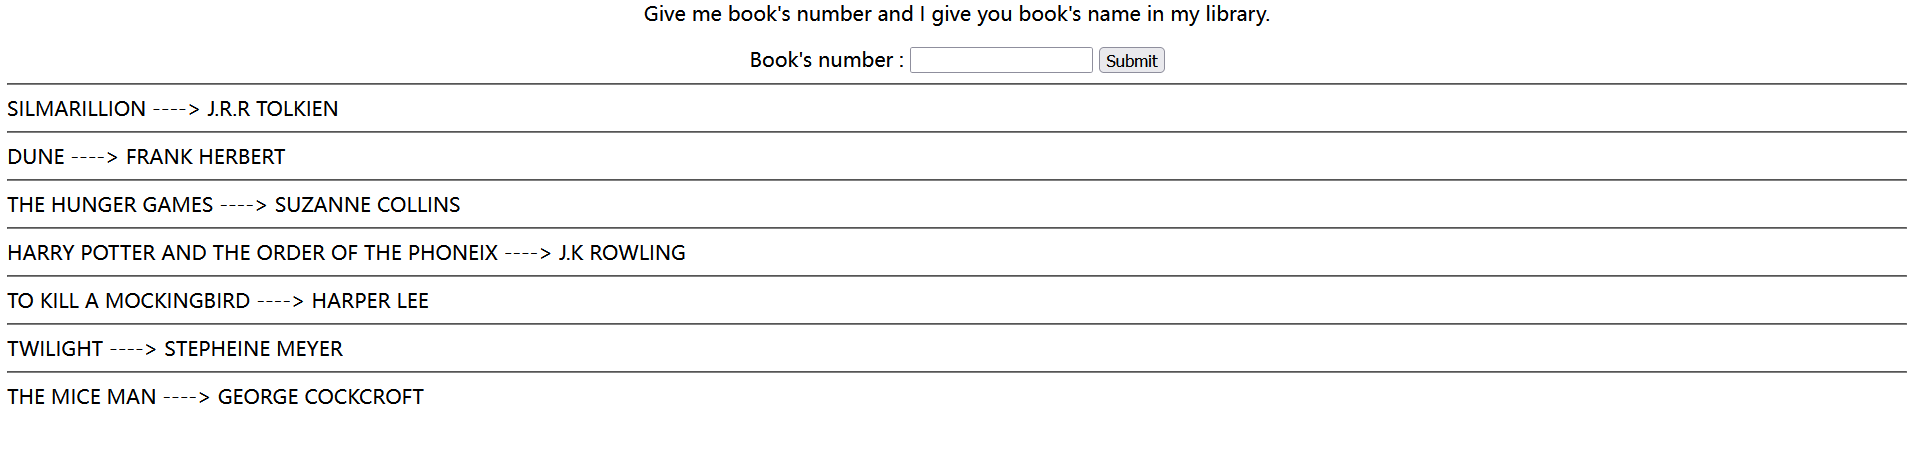 Give me book's number and I give you book's name in my library.
Book's number : Submit
SILMARILLION ----> J.R.R TOLKIEN
DUNE ----> FRANK HERBERT
THE HUNGER GAMES ----> SUZANNE COLLINS
HARRY POTTER AND THE ORDER OF THE PHONEIX ----> J.K ROWLING
TO KILL A MOCKINGBIRD ----> HARPER LEE
TWILIGHT ----> STEPHEINE MEYER
THE MICE MAN ----> GEORGE COCKCROFT